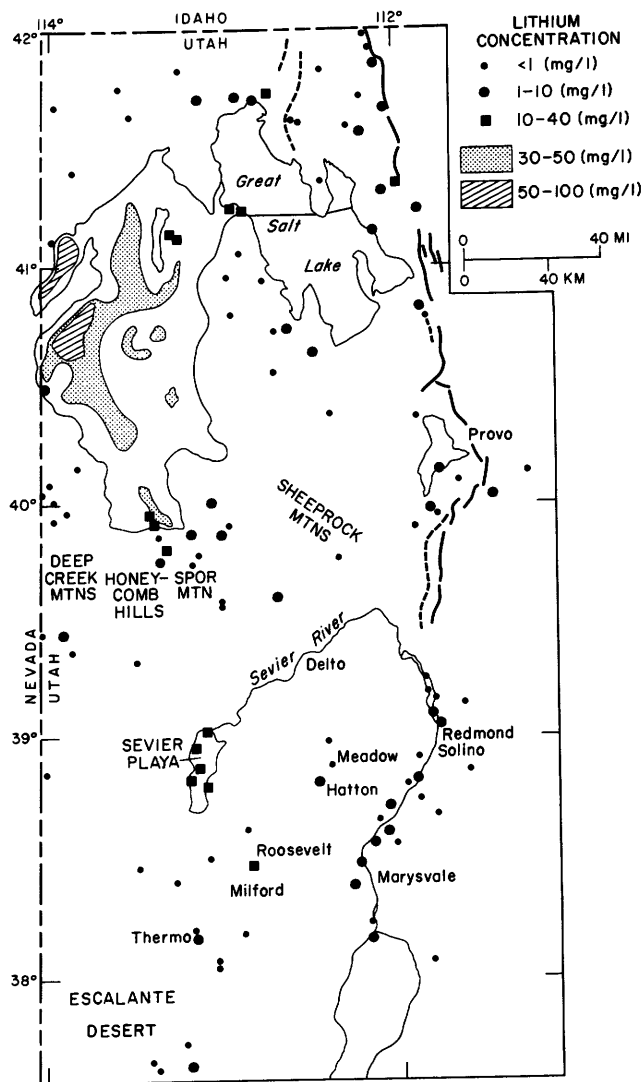 114°
IDAHO
UTAH
112°
42°
LITHIUM
CONCENTRATION
<1 (mg/l)
1-10 (mg/l)
10-40 (mg/l)
30-50 (mg/l)
50-100 (mg/l)
0 40 MI
0 40 KM
Great
Salt
Lake
41°
Provo
40°
SHEEPROCK
MTNS
DEEP
CREEK
MTNS
HONEY-
COMB
HILLS
SPOR
MTN
NEVADA
UTAH
Sevier River
Delto
39°
SEVIER
PLAYA
Redmond
Solino
Meadow
Hatton
Roosevelt
Milford
Marysvale
Thermo
38°
ESCALANTE
DESERT